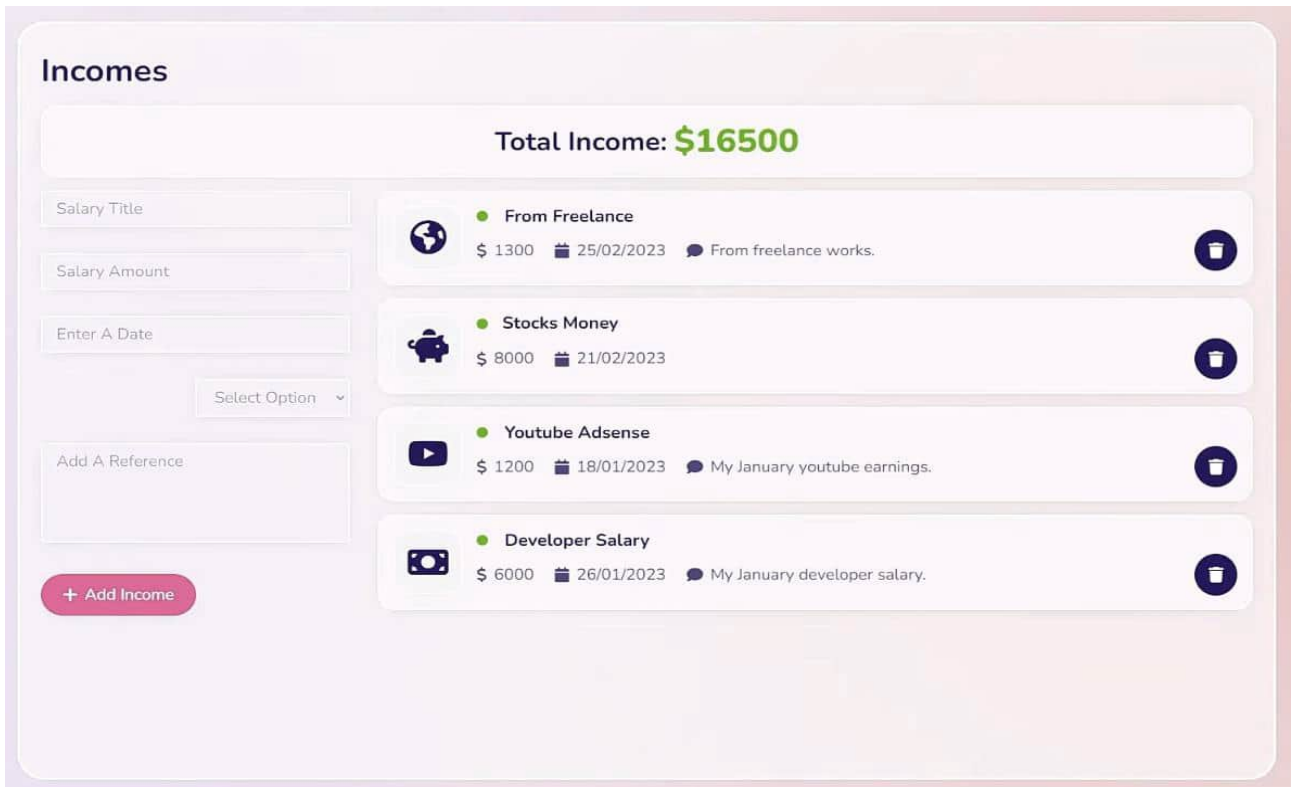 Incomes
Total Income: $16500
Salary Title
Salary Amount
Enter A Date
Select Option
Add A Reference
+ Add Income
From Freelance
$ 1300 25/02/2023 From freelance works.
Stocks Money
$ 8000 21/02/2023
Youtube Adsense
$ 1200 18/01/2023 My January youtube earnings.
Developer Salary
$ 6000 26/01/2023 My January developer salary.